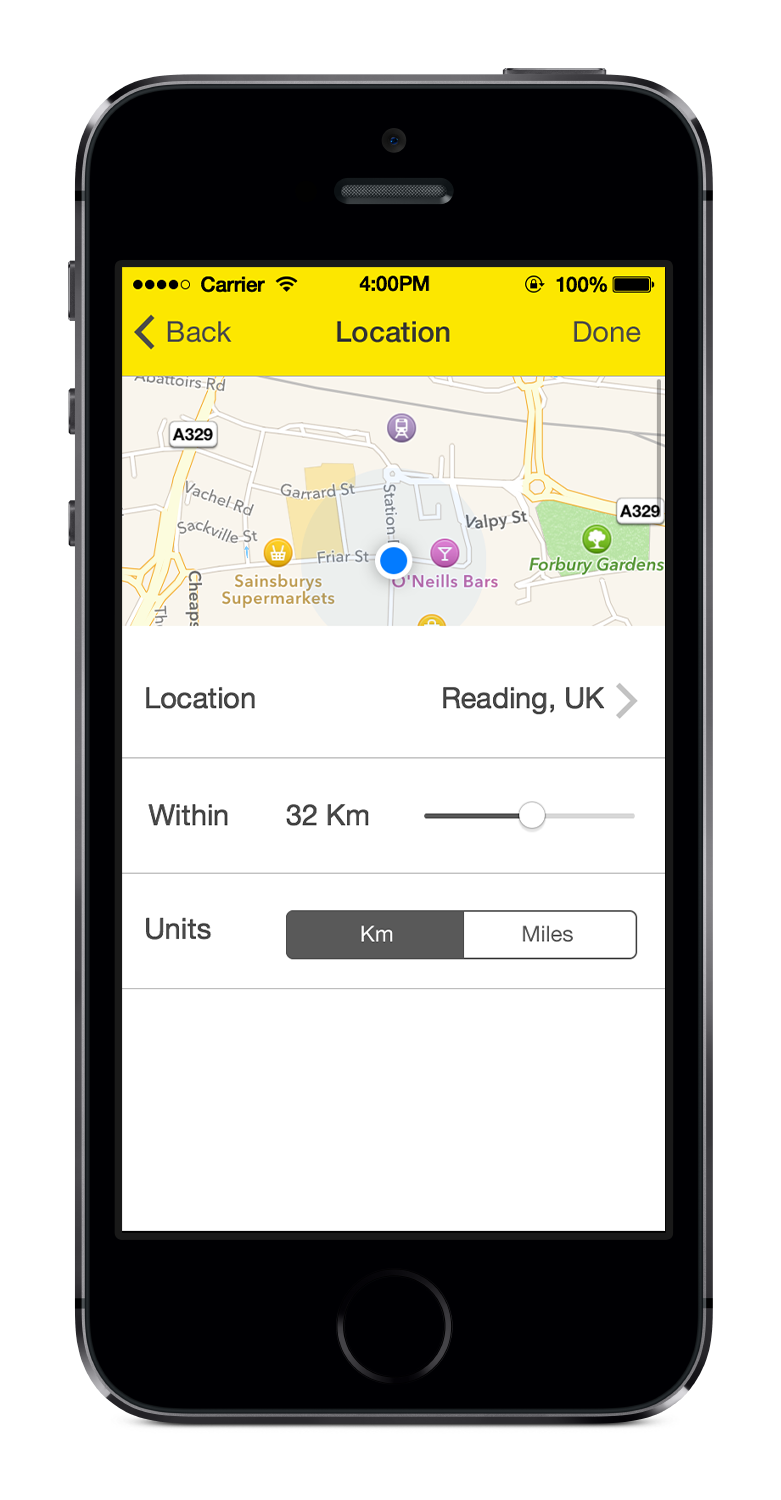 Carrier 4:00PM 100%
Back Location Done
Abattoirs Rd
A329
Vachel Rd
Garrard St
Station
A329
Valpy St
Sackville St
Friar St
Sainsburys
Supermarkets
O'Neills Bars
Forbury Gardens
Cheaps
The
Location Reading, UK
Within 32 Km
Units Km Miles